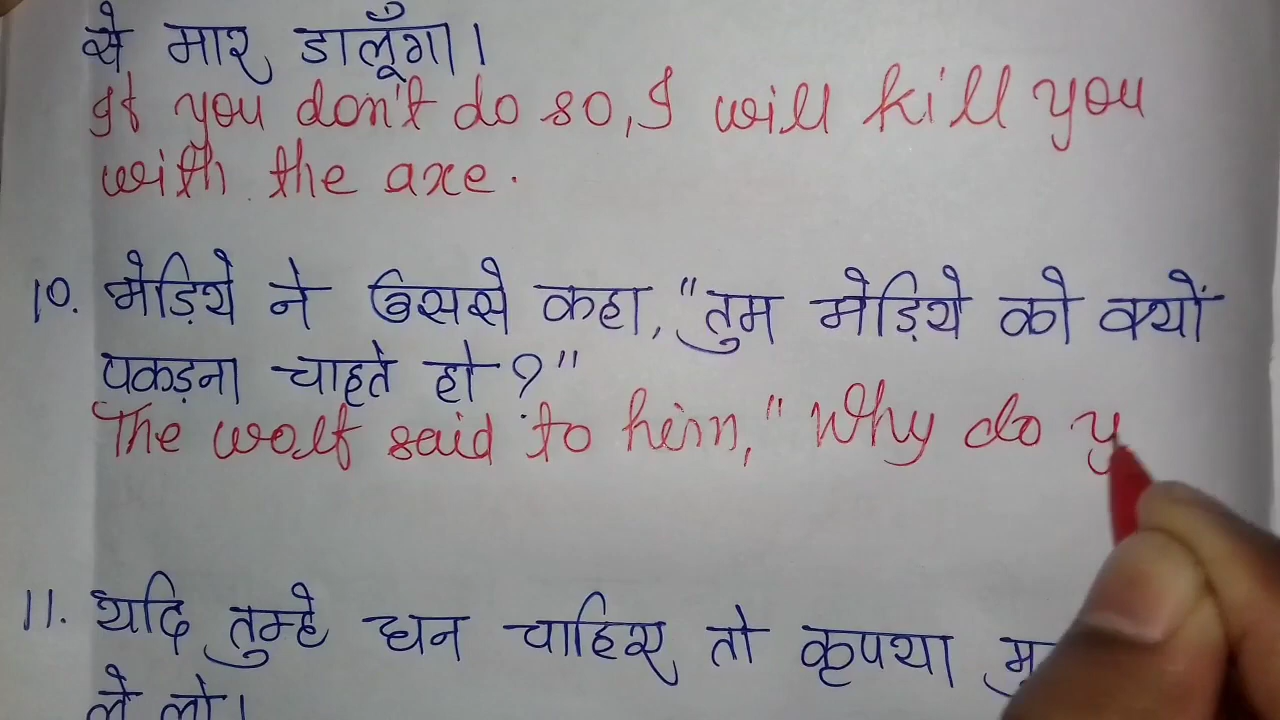 से मार डालूँगा।
If you don't do so, I will kill you
with the axe.
10. भेड़िये ने उससे कहा, "तुम भेड़िये को क्यों
पकड़ना चाहते हो ?"
The wolf said to him, "Why do y
11. यदि तुम्हे धन चाहिए तो कृपया मु
ले लो।